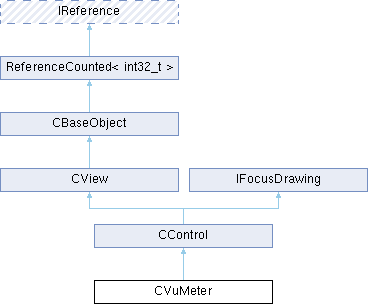 IReference
ReferenceCounted< int32_t >
CBaseObject
CView
IFocusDrawing
CControl
CVuMeter